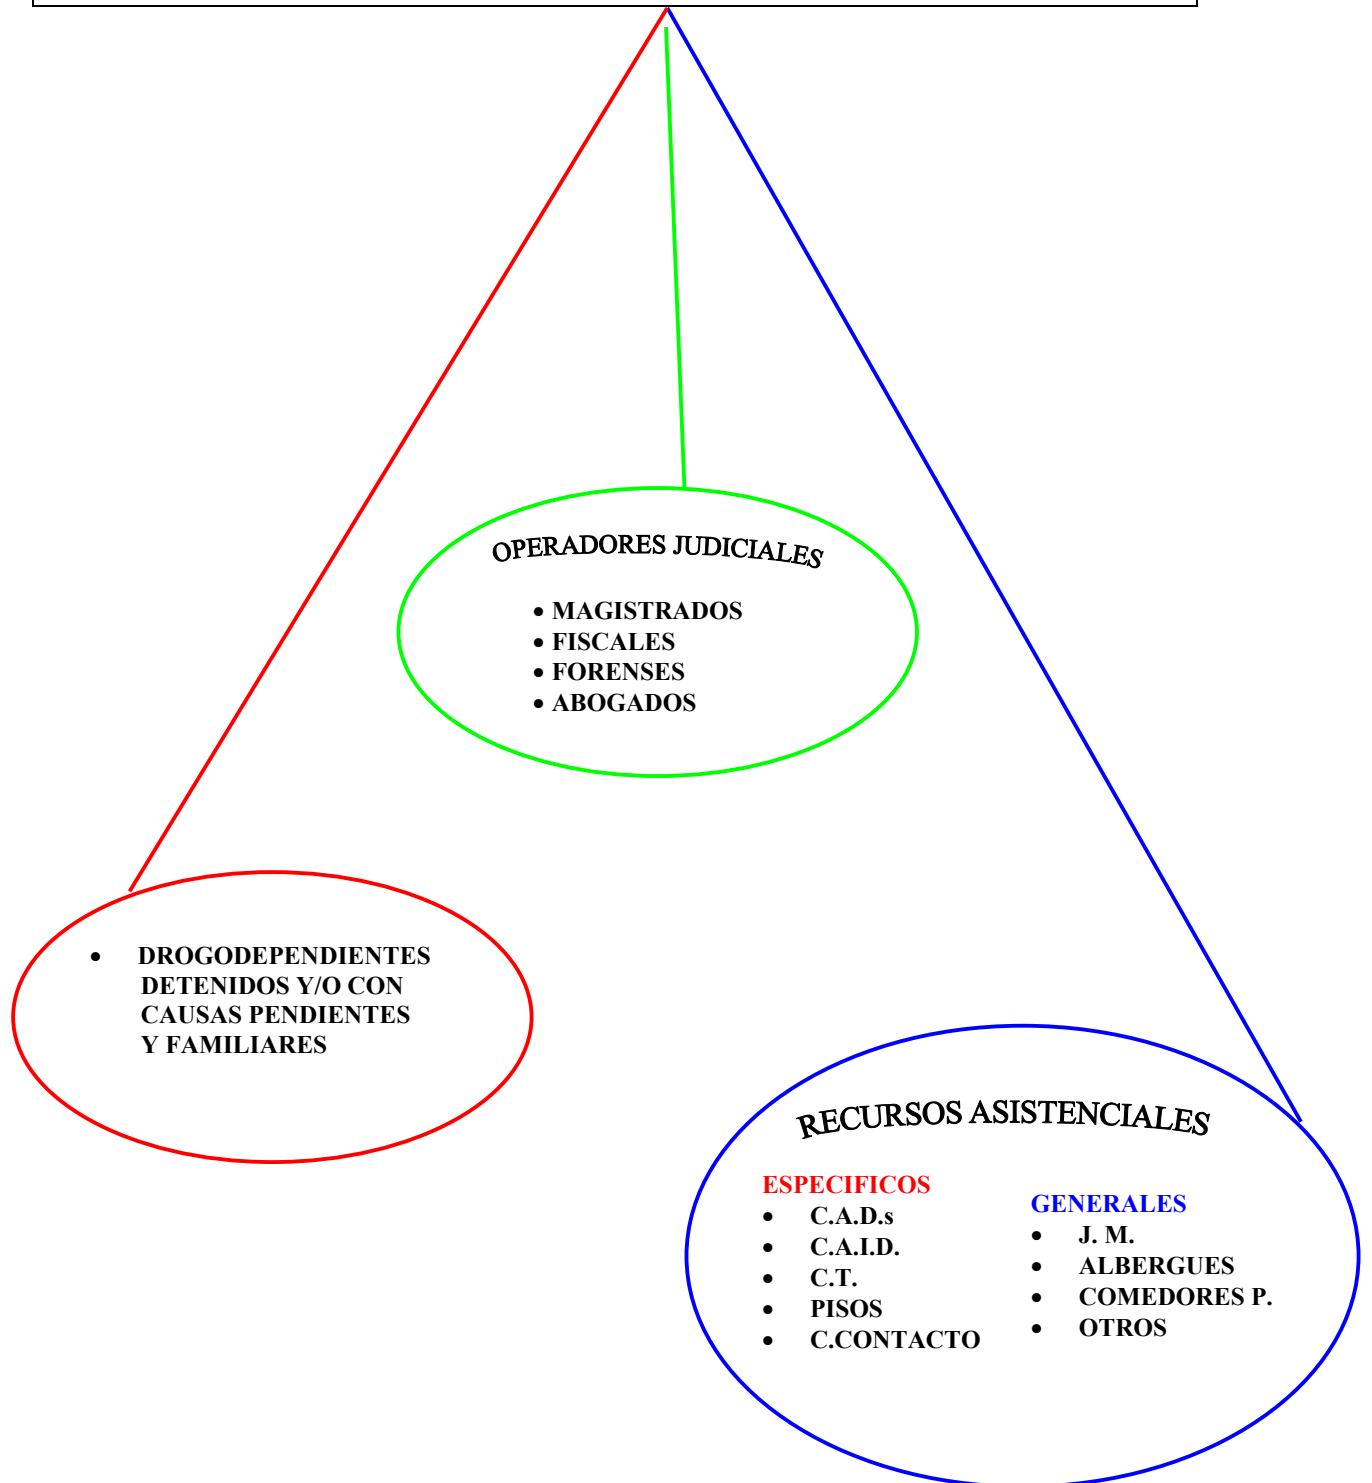 OPERADORES JUDICIALES
• MAGISTRADOS
• FISCALES
• FORENSES
• ABOGADOS
• DROGODEPENDIENTES
DETENIDOS Y/O CON
CAUSAS PENDIENTES
Y FAMILIARES
RECURSOS ASISTENCIALES
ESPECIFICOS
• C.A.D.s
• C.A.I.D.
• C.T.
• PISOS
• C.CONTACTO
GENERALES
• J. M.
• ALBERGUES
• COMEDORES P.
• OTROS